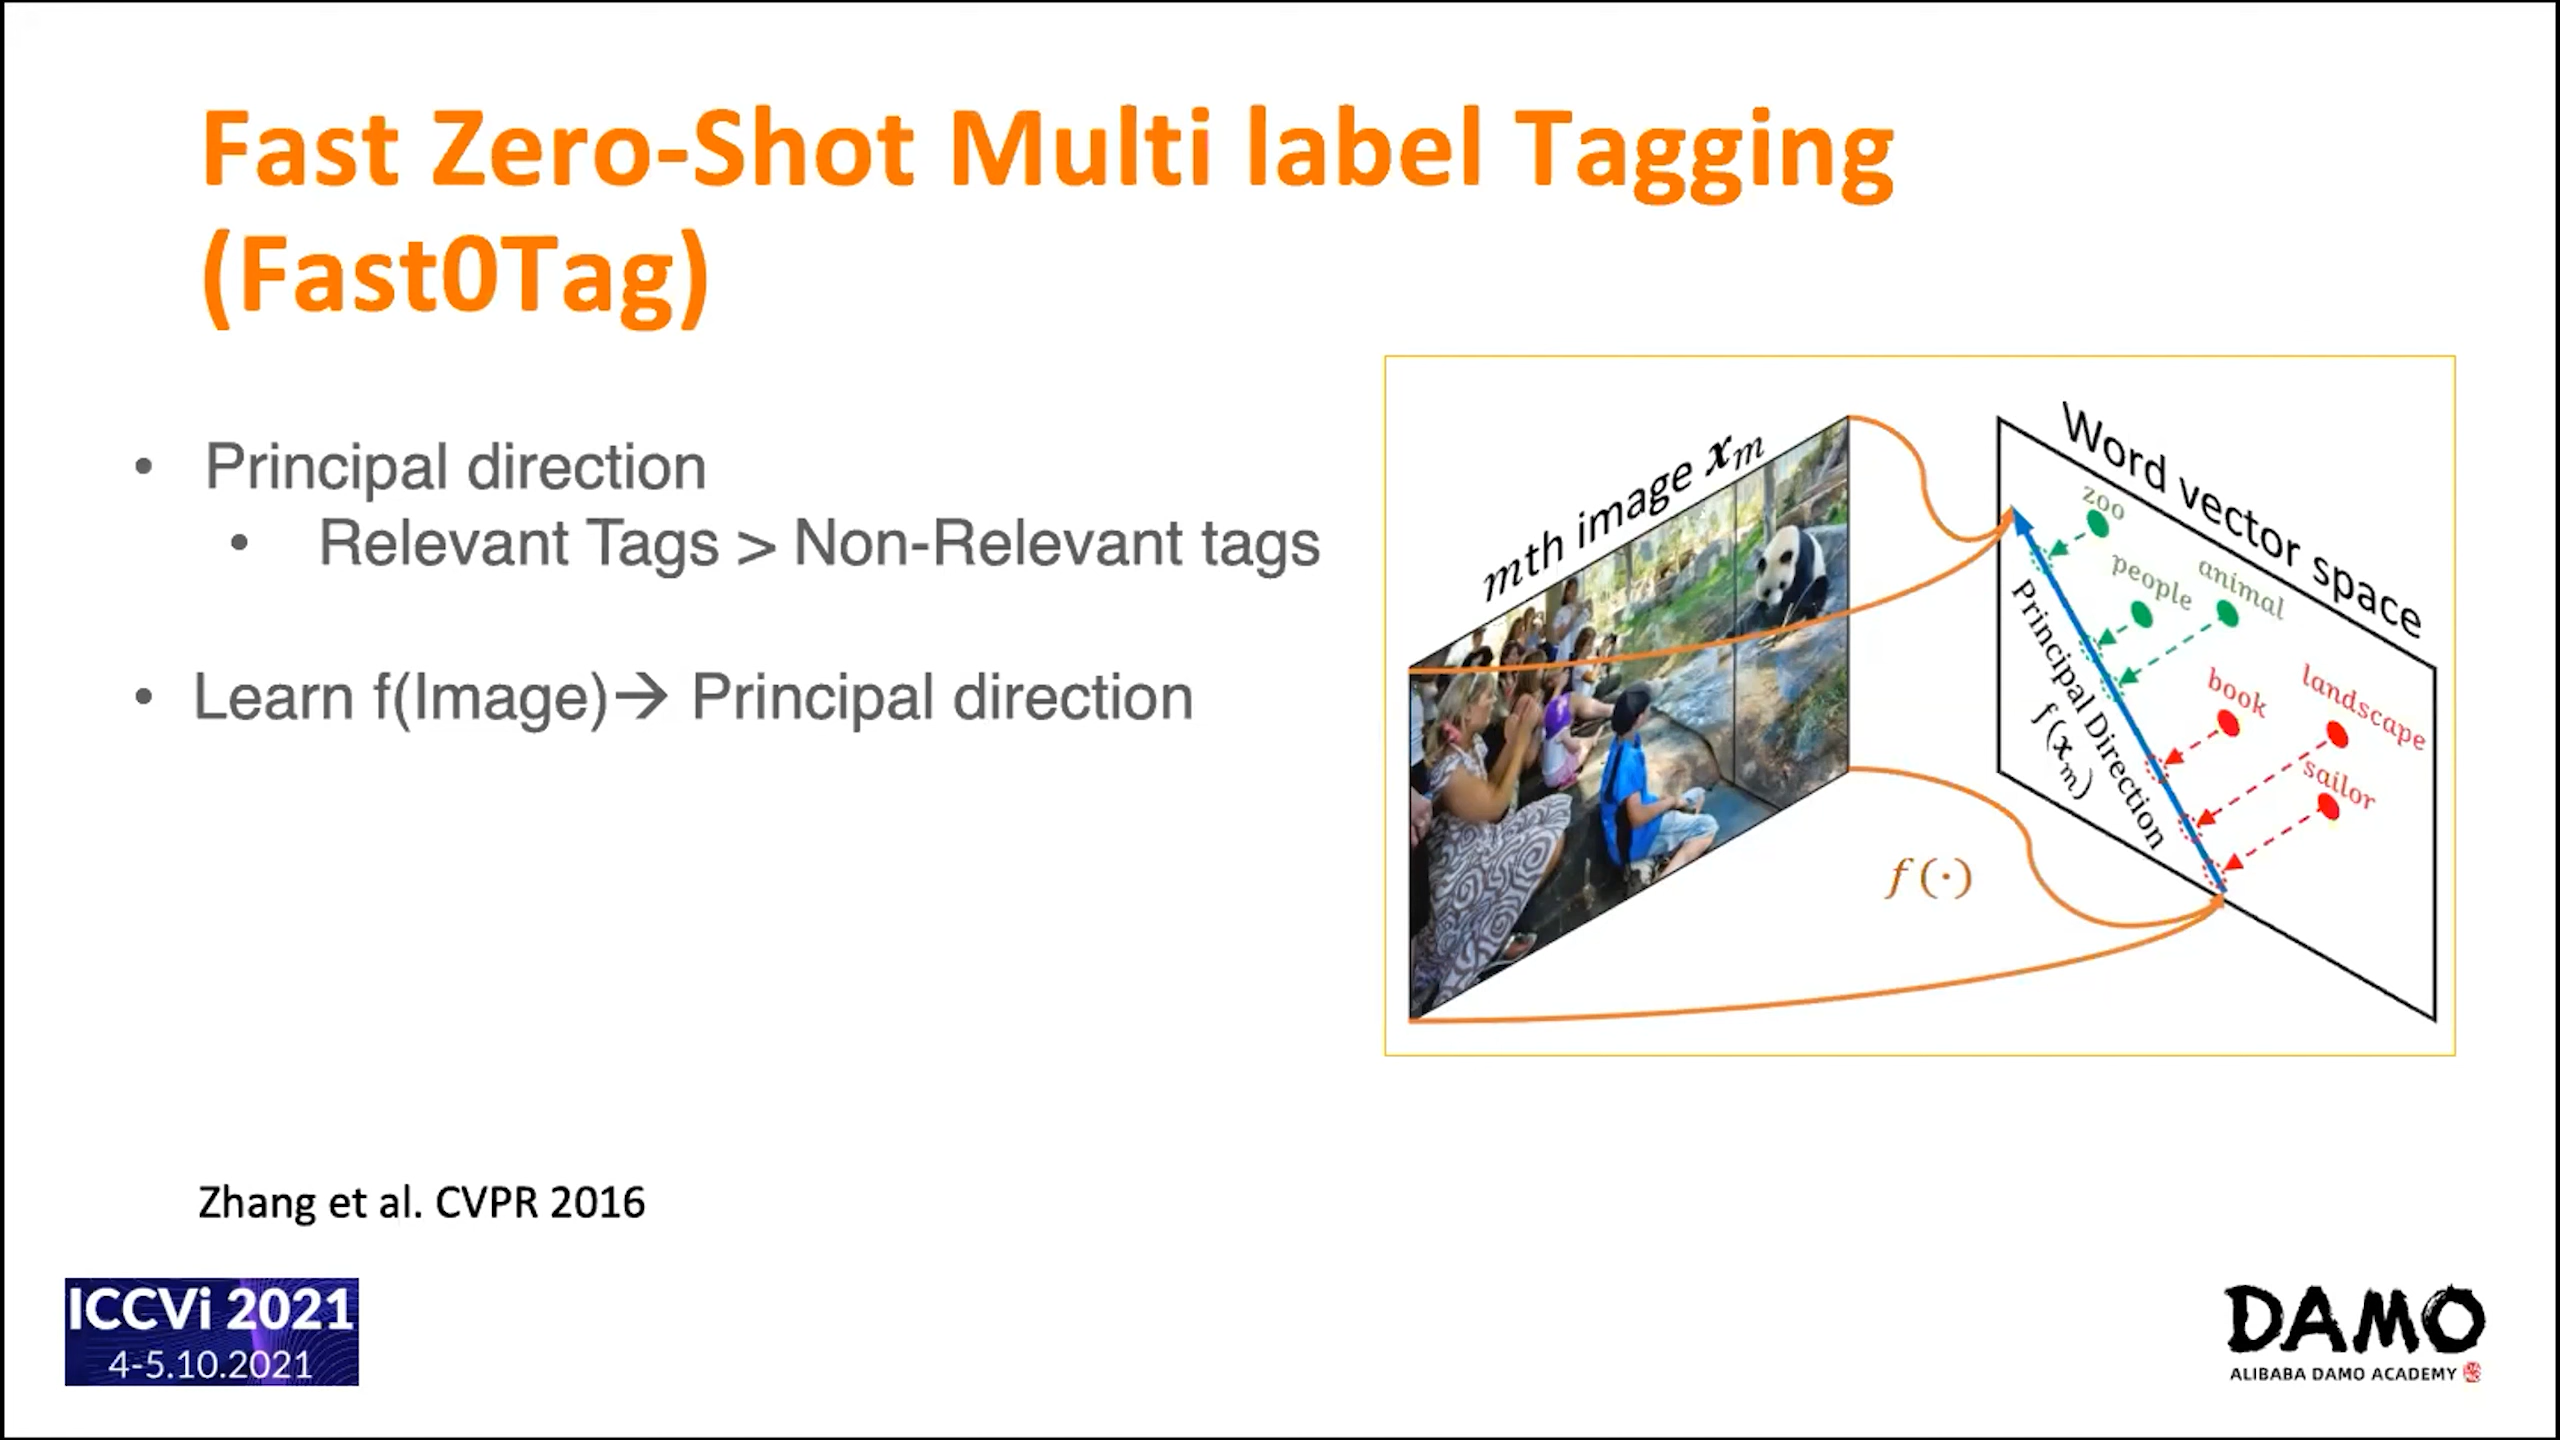 Fast Zero-Shot Multi label Tagging
(Fast0Tag)
• Principal direction
• Relevant Tags > Non-Relevant tags
• Learn f(Image)→ Principal direction
mth image xₘ
Word vector space
zoo
people
animal
book
landscape
sailor
Principal Direction
f(xₘ)
f(·)
Zhang et al. CVPR 2016
ICCVi 2021
4-5.10.2021
DAMO
ALIBABA DAMO ACADEMY